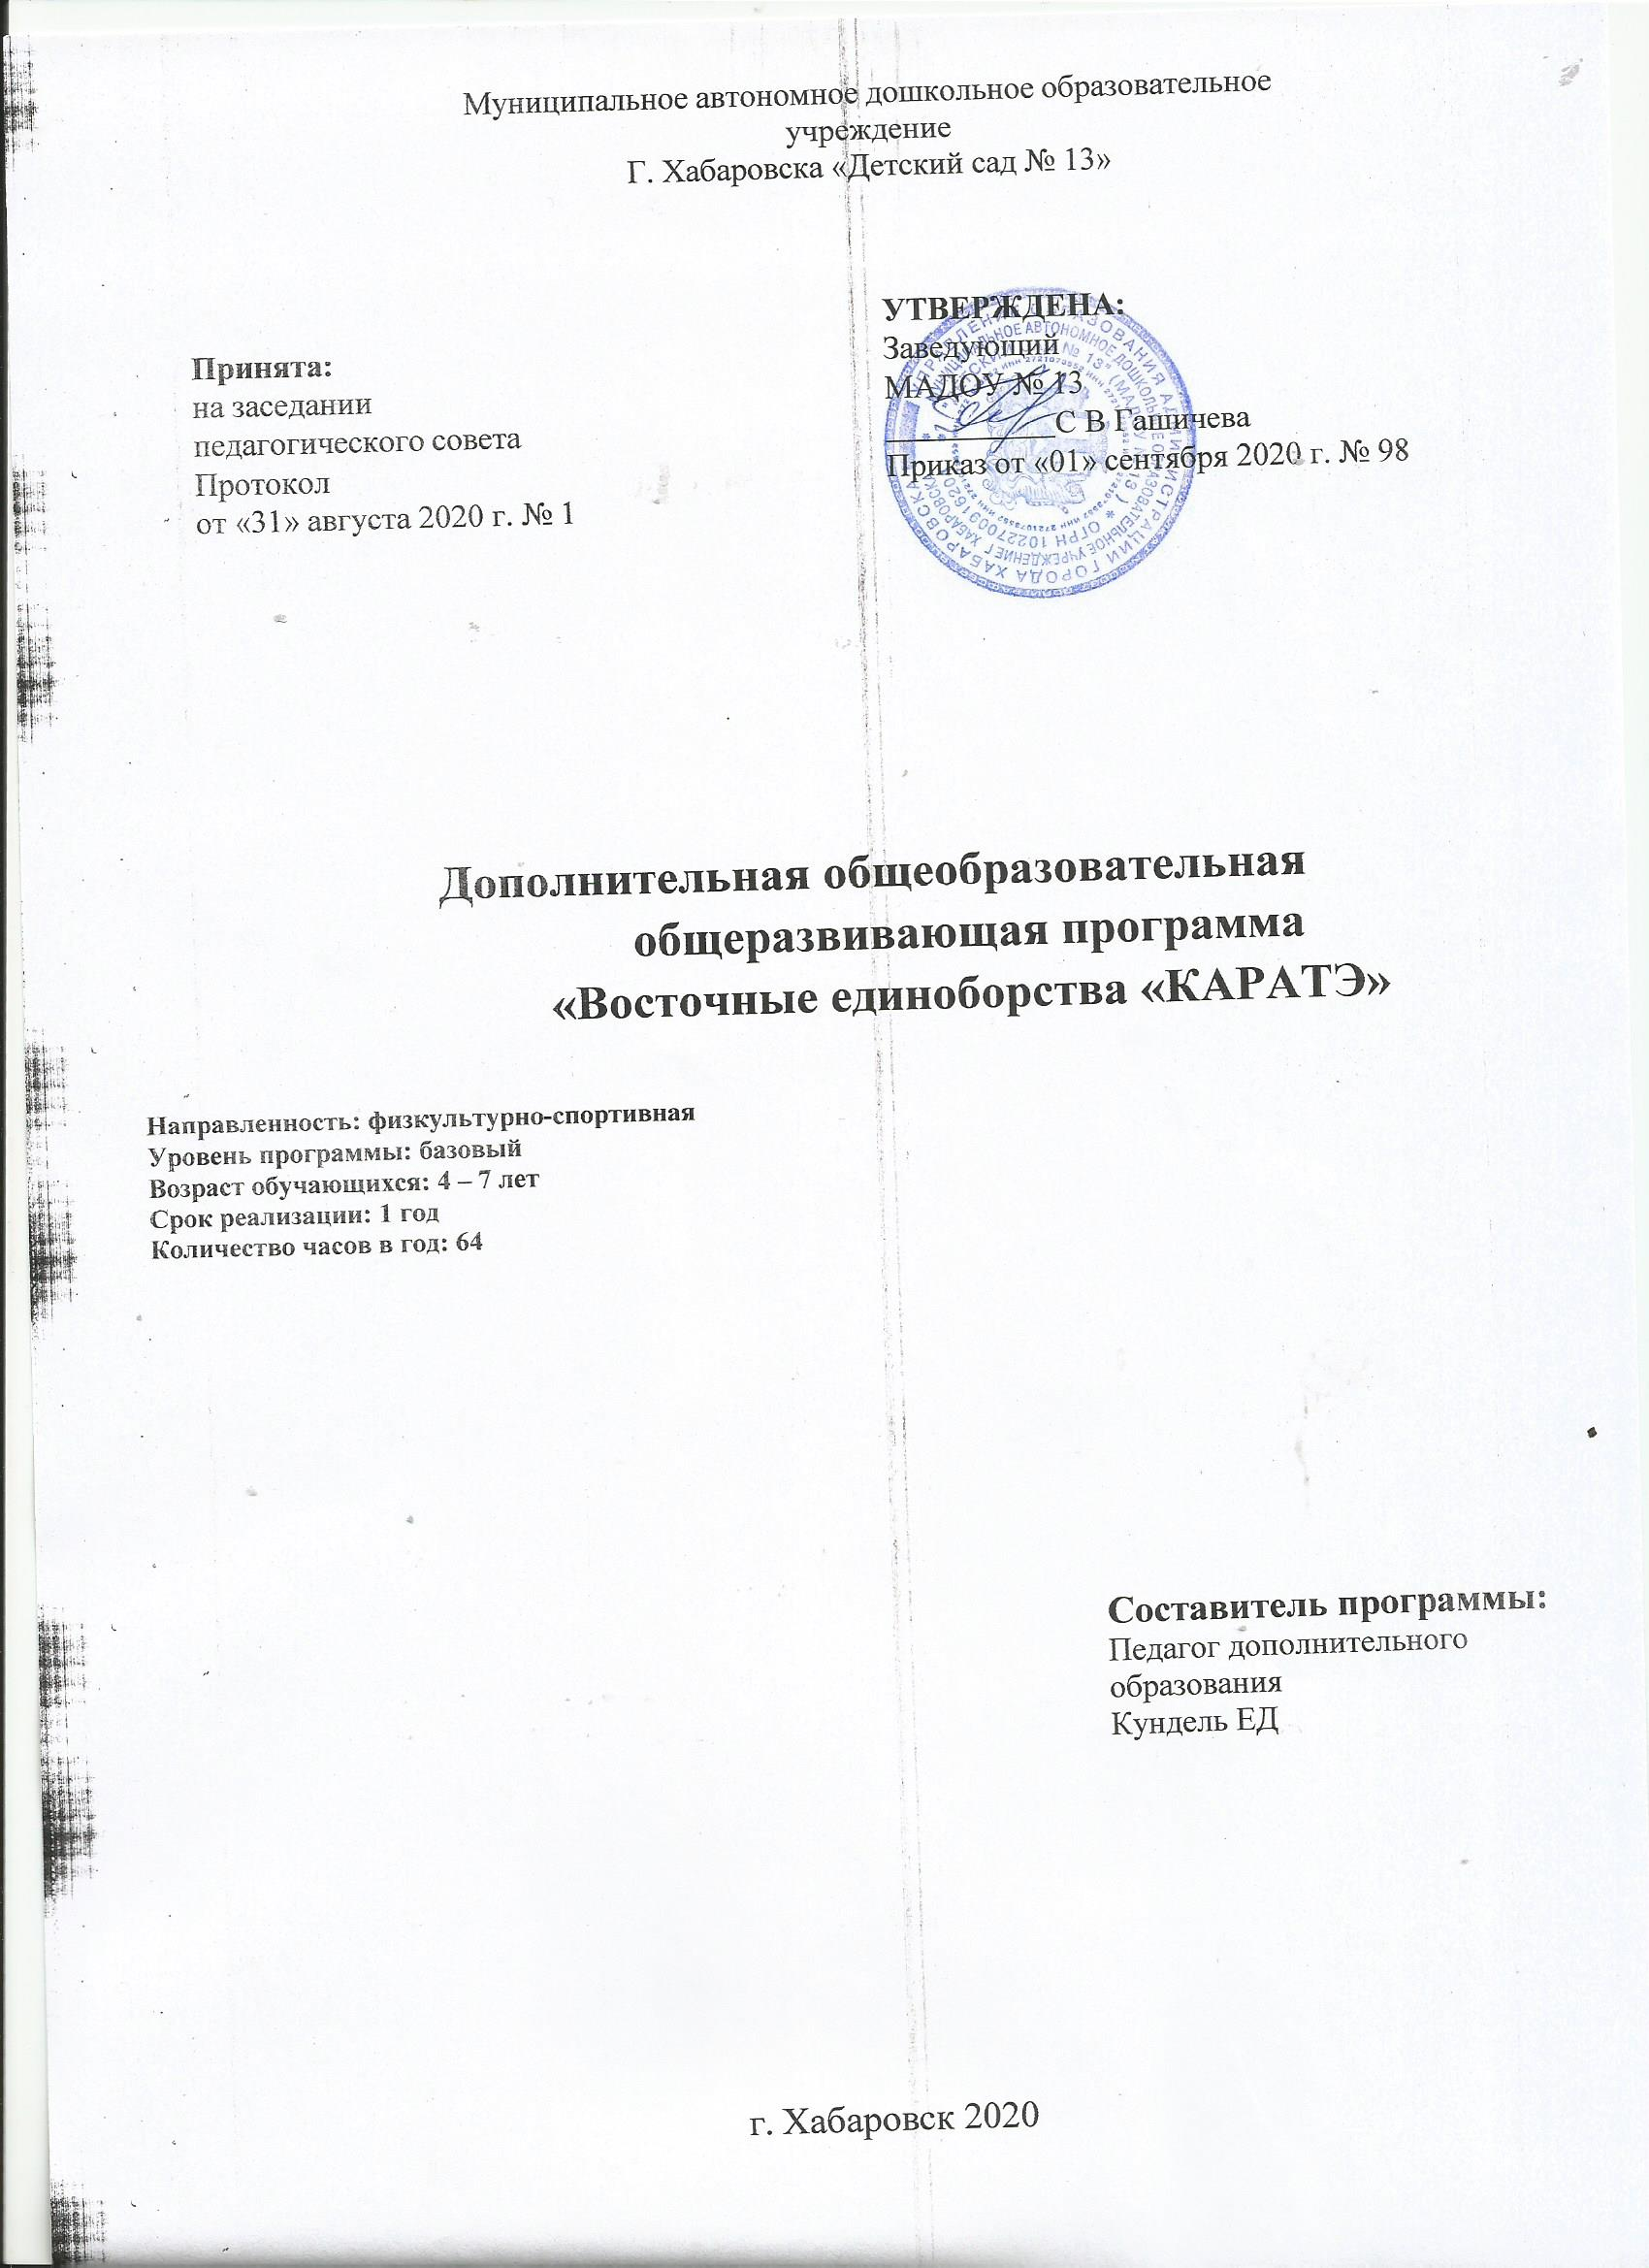 Муниципальное автономное дошкольное образовательное
учреждение
Г. Хабаровска «Детский сад № 13»
Принята:
на заседании
педагогического совета
Протокол
от «31» августа 2020 г. № 1
УТВЕРЖДЕНА:
Заведующий
МАДОУ № 13
____________С В Гашичева
Приказ от «01» сентября 2020 г. № 98
Дополнительная общеобразовательная
общеразвивающая программа
«Восточные единоборства «КАРАТЭ»
Направленность: физкультурно-спортивная
Уровень программы: базовый
Возраст обучающихся: 4 – 7 лет
Срок реализации: 1 год
Количество часов в год: 64
Составитель программы:
Педагог дополнительного
образования
Кундель ЕД
г. Хабаровск 2020